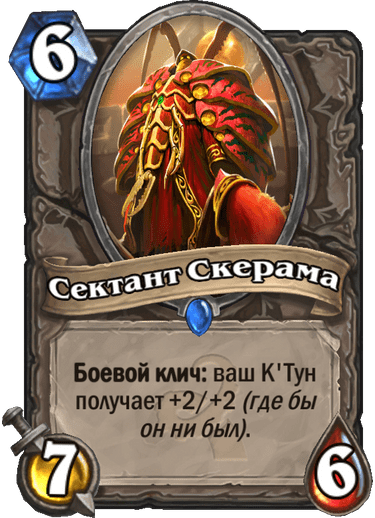 6
Сектант Скерама
Боевой клич: ваш К'Тун
получает +2/+2 (где бы
он ни был).
7
6